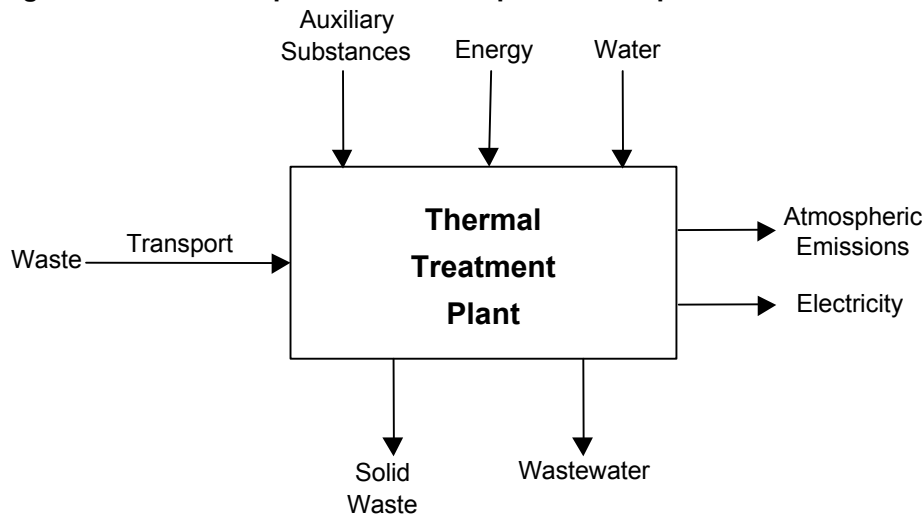 Auxiliary
Substances
Energy
Water
Thermal
Treatment
Plant
Waste
Transport
Atmospheric
Emissions
Electricity
Solid
Waste
Wastewater